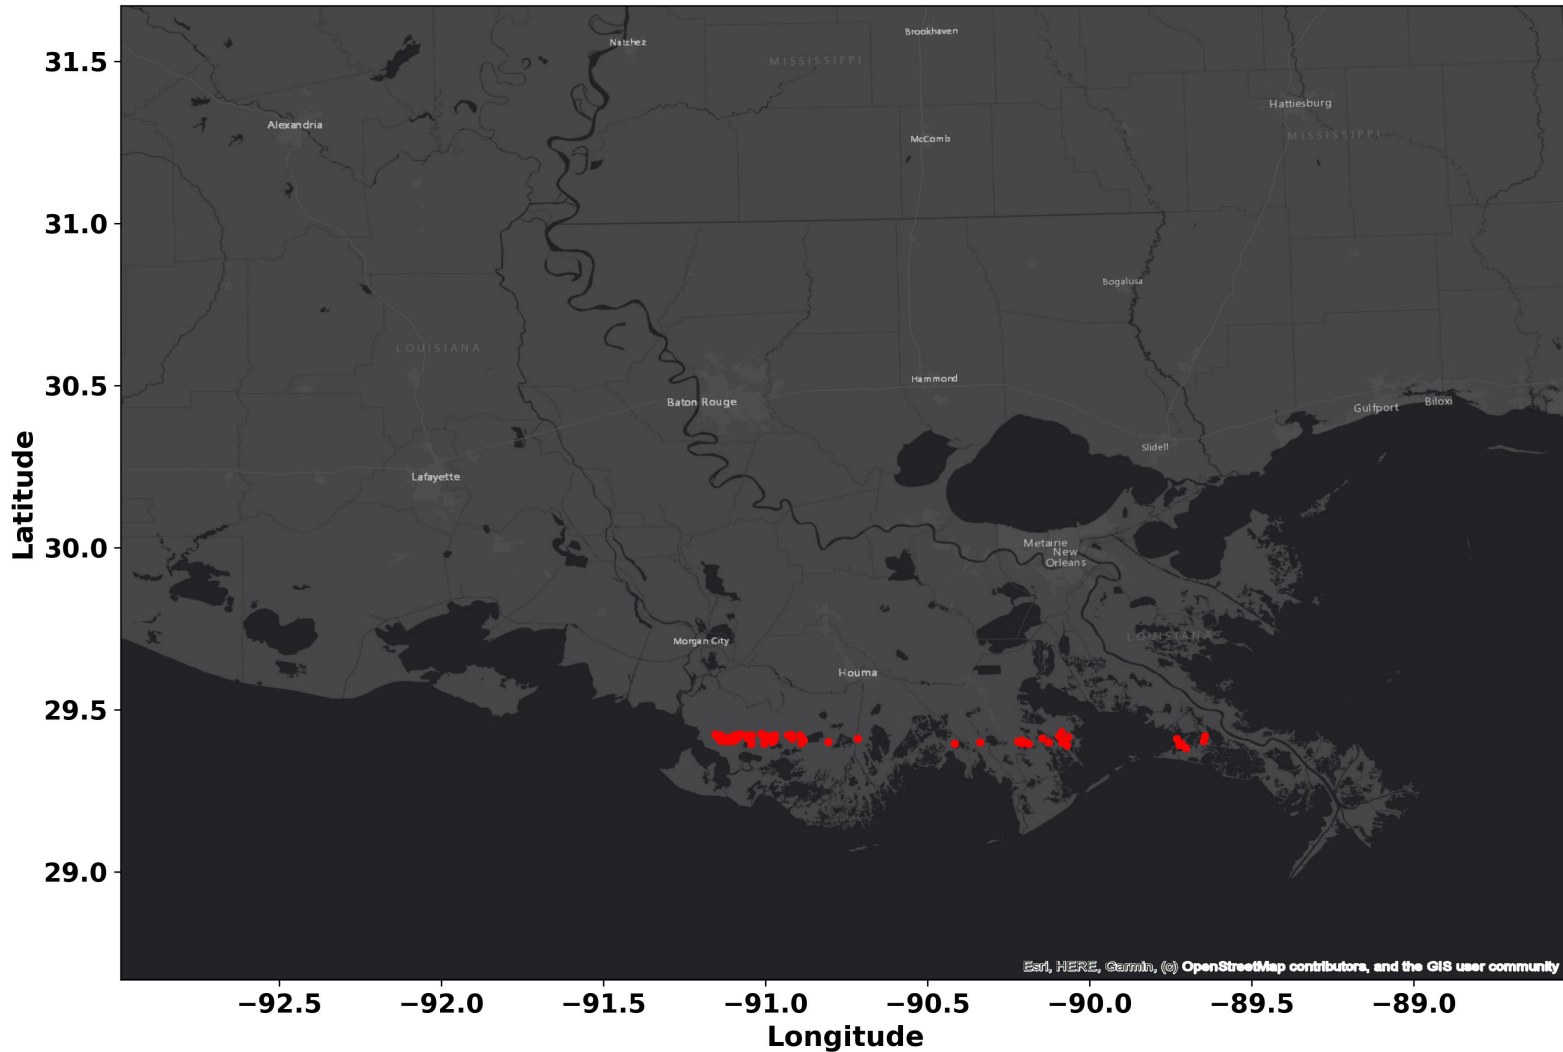 Natchez
Brookhaven
MISSISSIPPI
31.5
Hattiesburg
Alexandria
MISSISSIPPI
McComb
31.0
Bogalusa
LOUISIANA
30.5
Hammond
Baton Rouge
Gulfport
Biloxi
Slidell
Lafayette
Latitude
30.0
Metairie
New
Orleans
LOUISIANA
Morgan City
Houma
29.5
29.0
Esri, HERE, Garmin, (c) OpenStreetMap contributors, and the GIS user community
−92.5 −92.0 −91.5 −91.0 −90.5 −90.0 −89.5 −89.0
Longitude